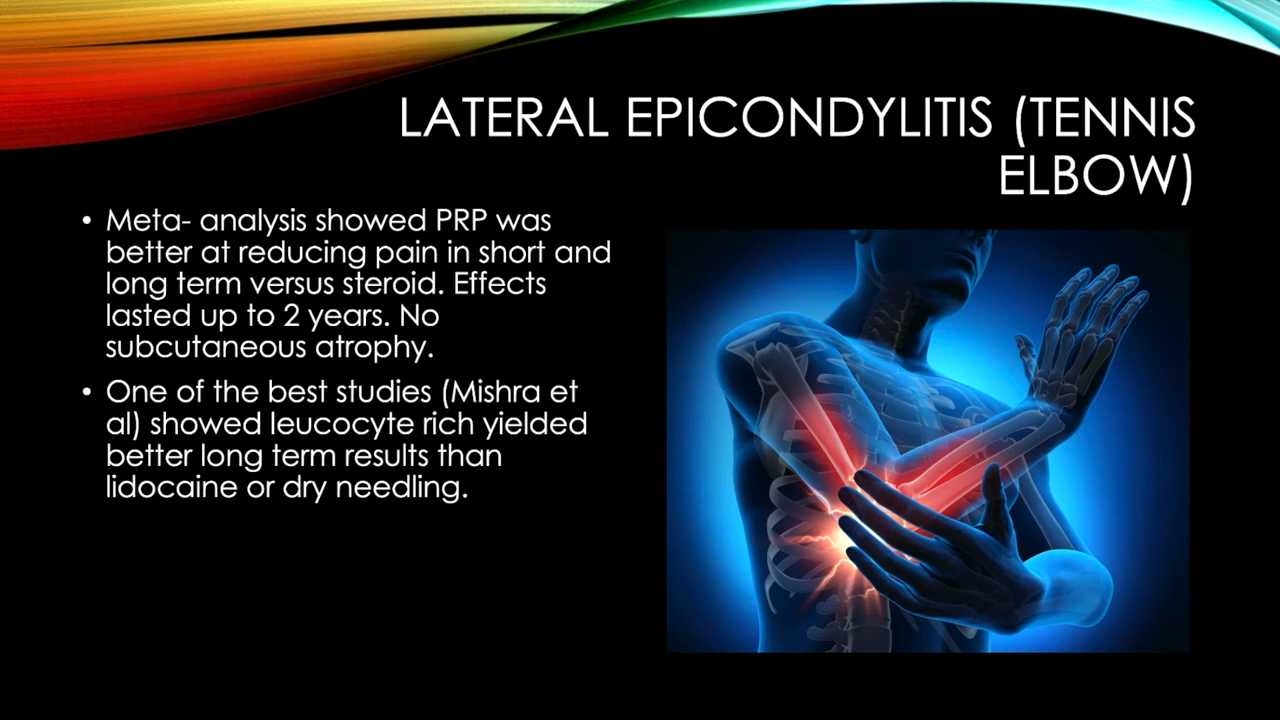 LATERAL EPICONDYLITIS (TENNIS
ELBOW)
• Meta- analysis showed PRP was
better at reducing pain in short and
long term versus steroid. Effects
lasted up to 2 years. No
subcutaneous atrophy.
• One of the best studies (Mishra et
al) showed leucocyte rich yielded
better long term results than
lidocaine or dry needling.